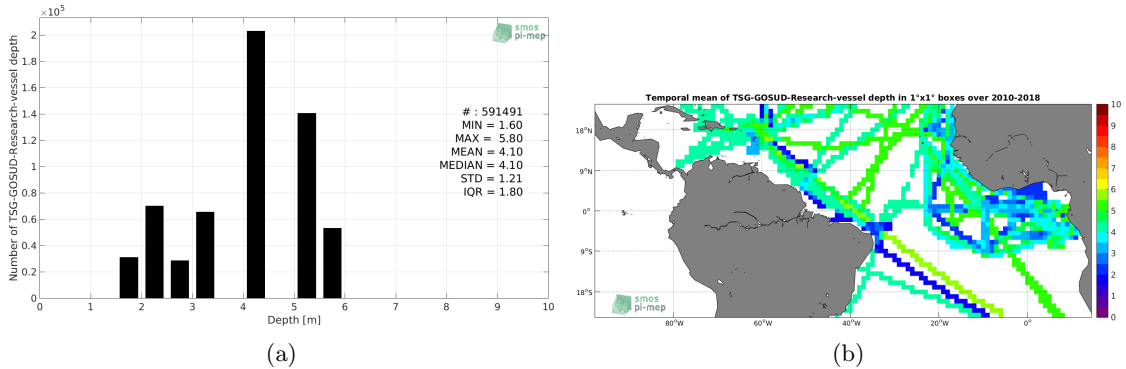 ×10⁵
2
1.8
1.6
1.4
1.2
1
0.8
0.6
0.4
0.2
0
Number of TSG-GOSUD-Research-vessel depth
0 1 2 3 4 5 6 7 8 9 10
Depth [m]
smos
pi-mep
# : 591491
MIN = 1.60
MAX = 5.80
MEAN = 4.10
MEDIAN = 4.10
STD = 1.21
IQR = 1.80
(a)
Temporal mean of TSG-GOSUD-Research-vessel depth in 1°x1° boxes over 2010-2018
18°N
9°N
0°
9°S
18°S
80°W 60°W 40°W 20°W 0°
smos
pi-mep
10
9
8
7
6
5
4
3
2
1
0
(b)